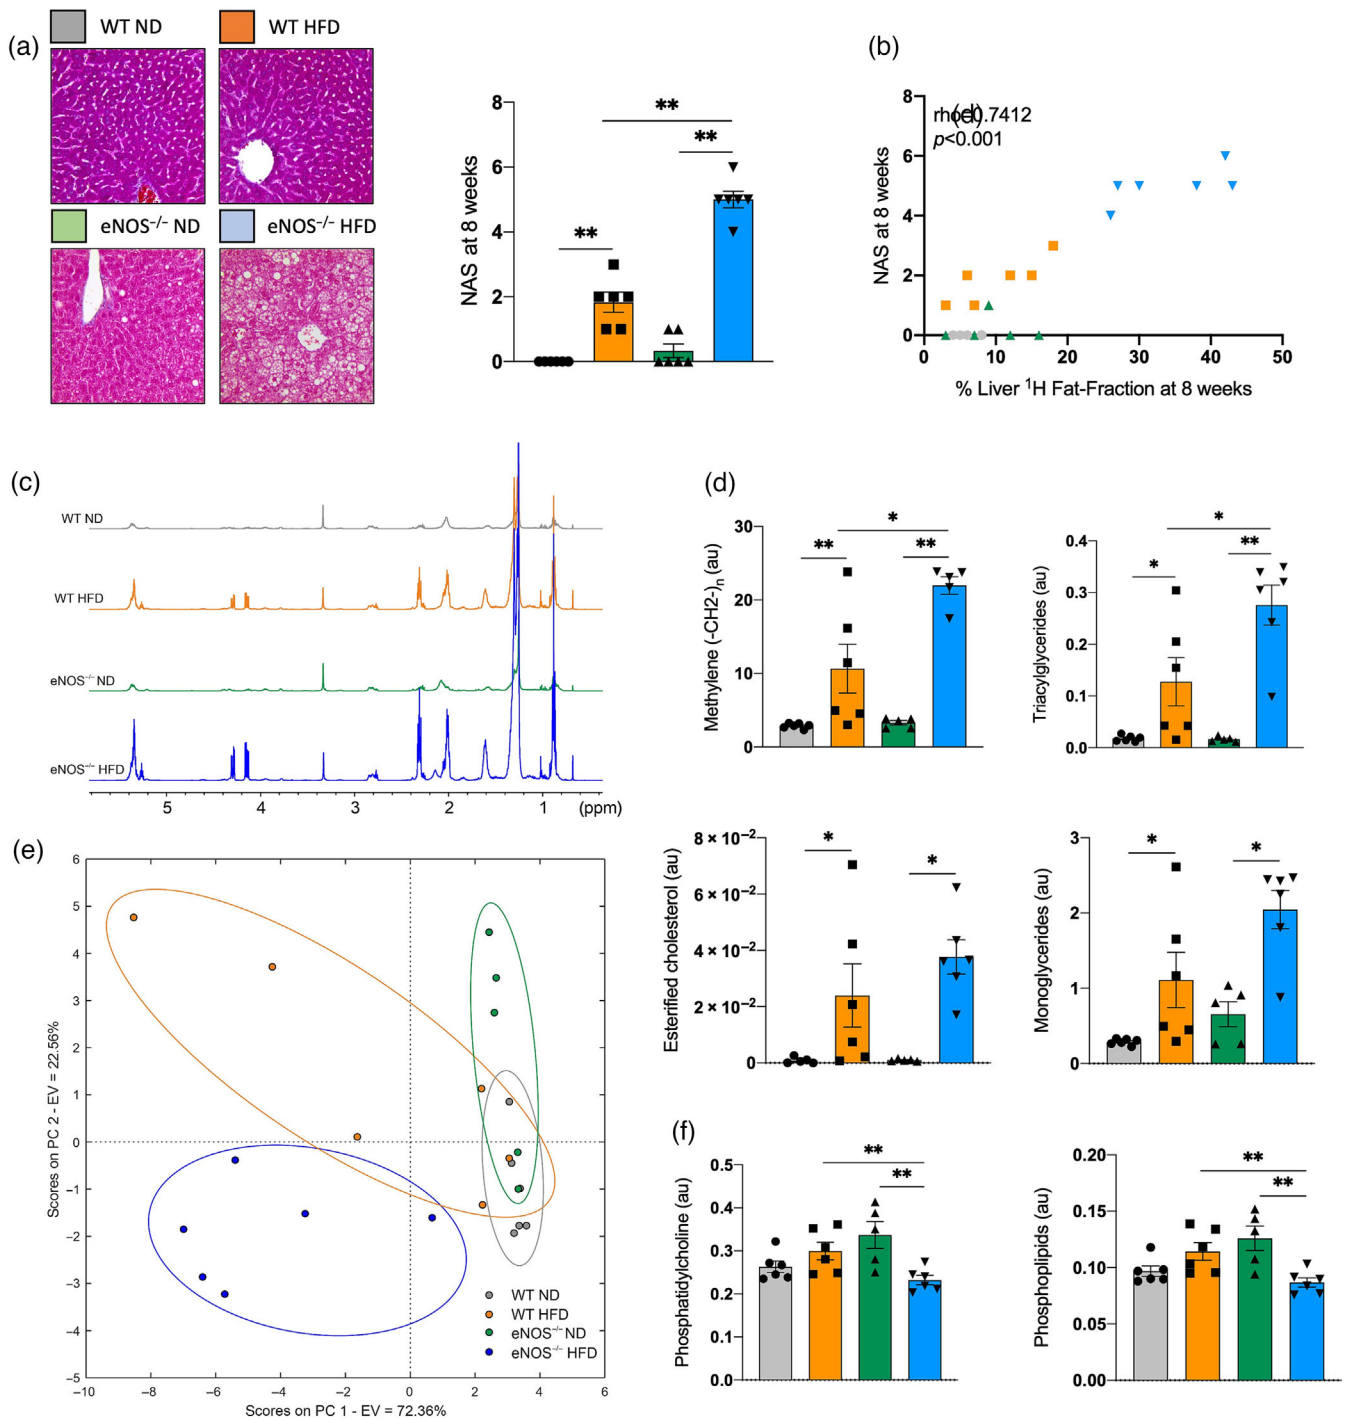 (a)
WT ND
WT HFD
eNOS−/− ND
eNOS−/− HFD
NAS at 8 weeks
8
6
4
2
0
**
**
**
(b)
NAS at 8 weeks
8
6
4
2
0
rho
(d)
0.7412
p<0.001
0
10
20
30
40
50
% Liver 1H Fat-Fraction at 8 weeks
(c)
WT ND
WT HFD
eNOS−/− ND
eNOS−/− HFD
5
4
3
2
1
(ppm)
(d)
Methylene (-CH2-)n (au)
30
20
10
0
**
*
**
Triacylglycerides (au)
0.4
0.3
0.2
0.1
0.0
*
*
**
Esterified cholesterol (au)
8 × 10−2
6 × 10−2
4 × 10−2
2 × 10−2
0
*
*
Monoglycerides (au)
3
2
1
0
*
*
(e)
Scores on PC 2 - EV = 22.56%
6
5
4
3
2
1
0
−1
−2
−3
−4
−5
−10
−8
−6
−4
−2
0
2
4
6
Scores on PC 1 - EV = 72.36%
WT ND
WT HFD
eNOS−/− ND
eNOS−/− HFD
(f)
Phosphatidylcholine (au)
0.5
0.4
0.3
0.2
0.1
0.0
**
**
Phosphoplipids (au)
0.20
0.15
0.10
0.05
0.00
**
**